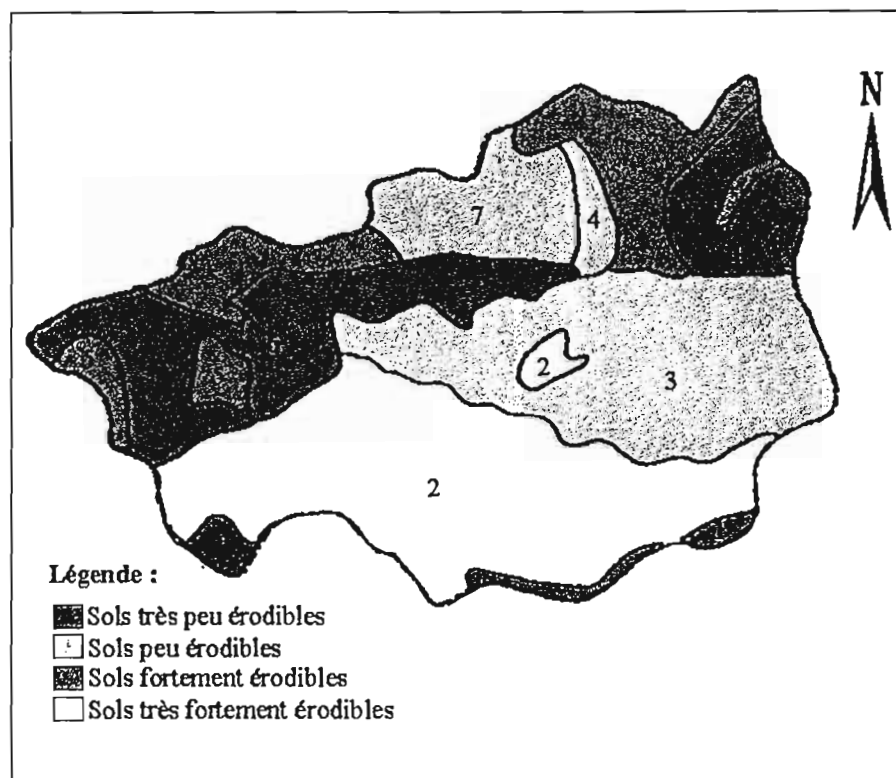 N
7
4
2
3
2
Légende :
Sols très peu érodibles
Sols peu érodibles
Sols fortement érodibles
Sols très fortement érodibles